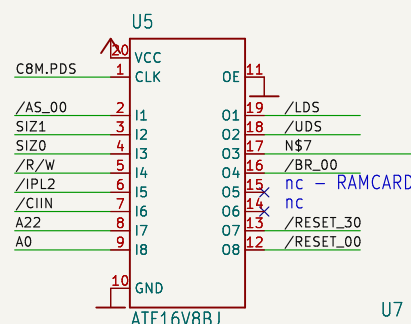 U5
20 VCC
C8M.PDS 1 CLK OE 11
/AS_00 2 I1 O1 19 /LDS
SIZ1 3 I2 O2 18 /UDS
SIZ0 4 I3 O3 17 N$7
/R/W 5 I4 O4 16 /BR_00
/IPL2 6 I5 O5 15 nc - RAMCARD
/CIIN 7 I6 O6 14 nc
A22 8 I7 O7 13 /RESET_30
A0 9 I8 O8 12 /RESET_00
10 GND
U7
ATF16V8BJ